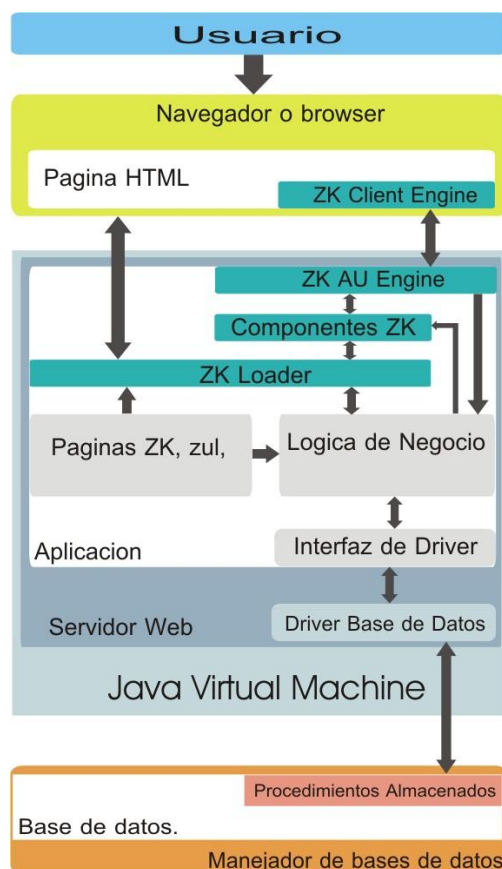 Usuario
Navegador o browser
Pagina HTML
ZK Client Engine
ZK AU Engine
Componentes ZK
ZK Loader
Paginas ZK, zul,
Logica de Negocio
Aplicacion
Interfaz de Driver
Servidor Web
Driver Base de Datos
Java Virtual Machine
Procedimientos Almacenados
Base de datos.
Manejador de bases de datos